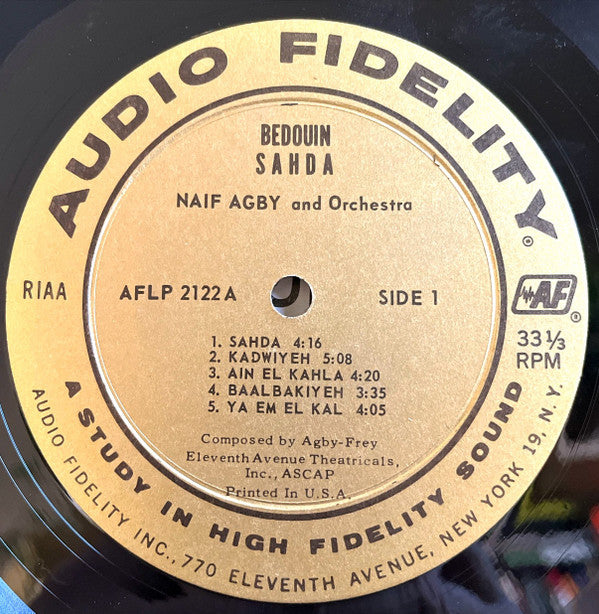 AUDIO FIDELITY®
BEDOUIN
SAHDA
NAIF AGBY and Orchestra
RIAA
AFLP 2122 A
SIDE 1
AF®
33 1/3
RPM
1. SAHDA 4:16
2. KADWIYEH 5:08
3. AIN EL KAHLA 4:20
4. BAALBAKIYEH 3:35
5. YA EM EL KAL 4:05
Composed by Agby-Frey
Eleventh Avenue Theatricals,
Inc., ASCAP
Printed In U.S.A.
A STUDY IN HIGH FIDELITY SOUND
AUDIO FIDELITY INC., 770 ELEVENTH AVENUE, NEW YORK 19, N.Y.